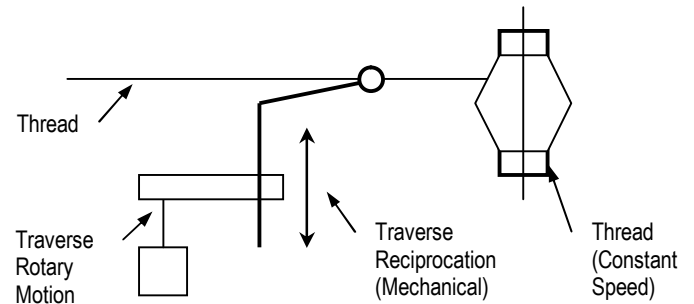 Thread
Traverse
Rotary
Motion
Traverse
Reciprocation
(Mechanical)
Thread
(Constant
Speed)